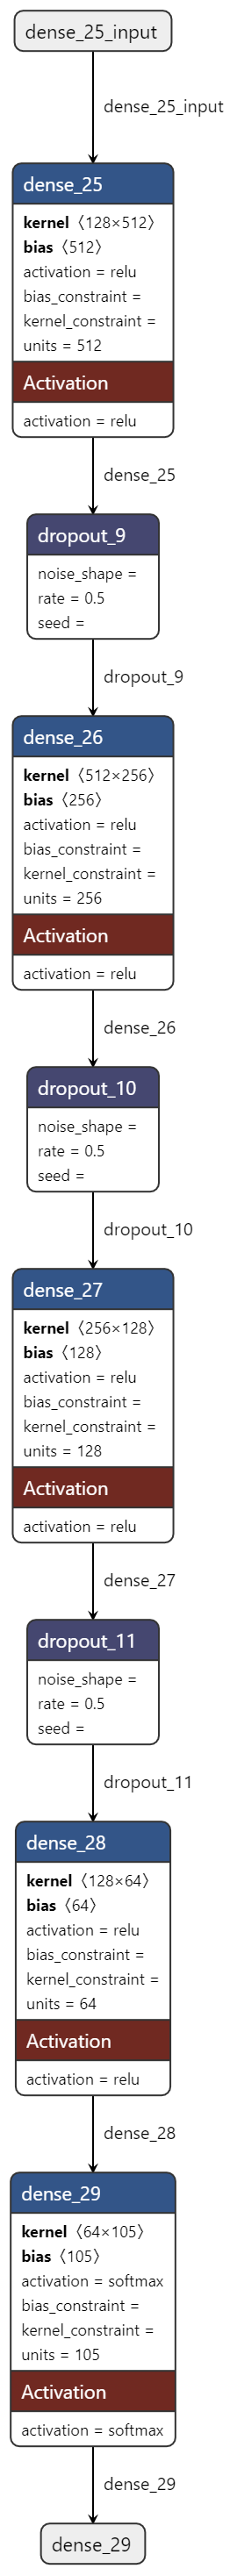 dense_25_input
dense_25_input
dense_25
kernel 〈128×512〉
bias 〈512〉
activation = relu
bias_constraint =
kernel_constraint =
units = 512
Activation
activation = relu
dense_25
dropout_9
noise_shape =
rate = 0.5
seed =
dropout_9
dense_26
kernel 〈512×256〉
bias 〈256〉
activation = relu
bias_constraint =
kernel_constraint =
units = 256
Activation
activation = relu
dense_26
dropout_10
noise_shape =
rate = 0.5
seed =
dropout_10
dense_27
kernel 〈256×128〉
bias 〈128〉
activation = relu
bias_constraint =
kernel_constraint =
units = 128
Activation
activation = relu
dense_27
dropout_11
noise_shape =
rate = 0.5
seed =
dropout_11
dense_28
kernel 〈128×64〉
bias 〈64〉
activation = relu
bias_constraint =
kernel_constraint =
units = 64
Activation
activation = relu
dense_28
dense_29
kernel 〈64×105〉
bias 〈105〉
activation = softmax
bias_constraint =
kernel_constraint =
units = 105
Activation
activation = softmax
dense_29
dense_29